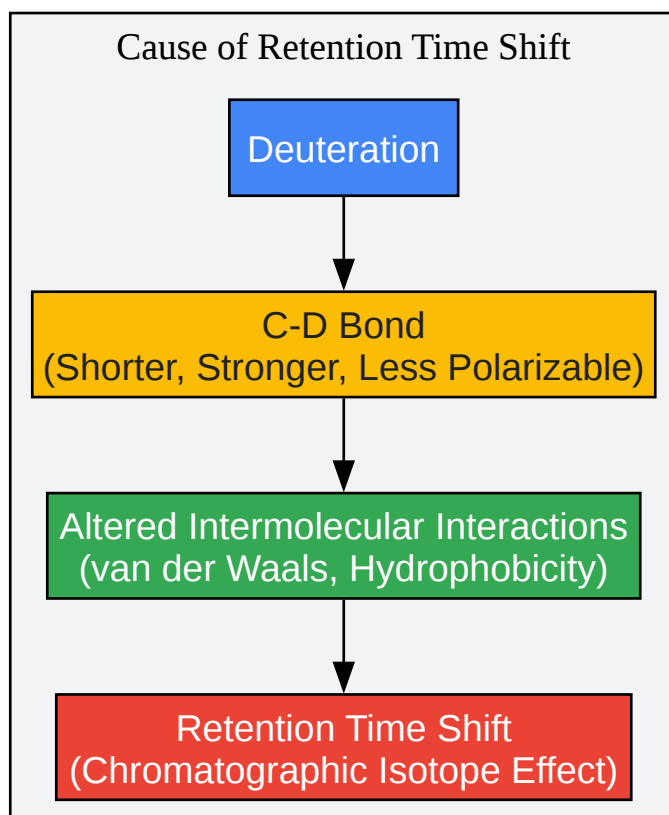 Cause of Retention Time Shift
Deuteration
C-D Bond
(Shorter, Stronger, Less Polarizable)
Altered Intermolecular Interactions
(van der Waals, Hydrophobicity)
Retention Time Shift
(Chromatographic Isotope Effect)